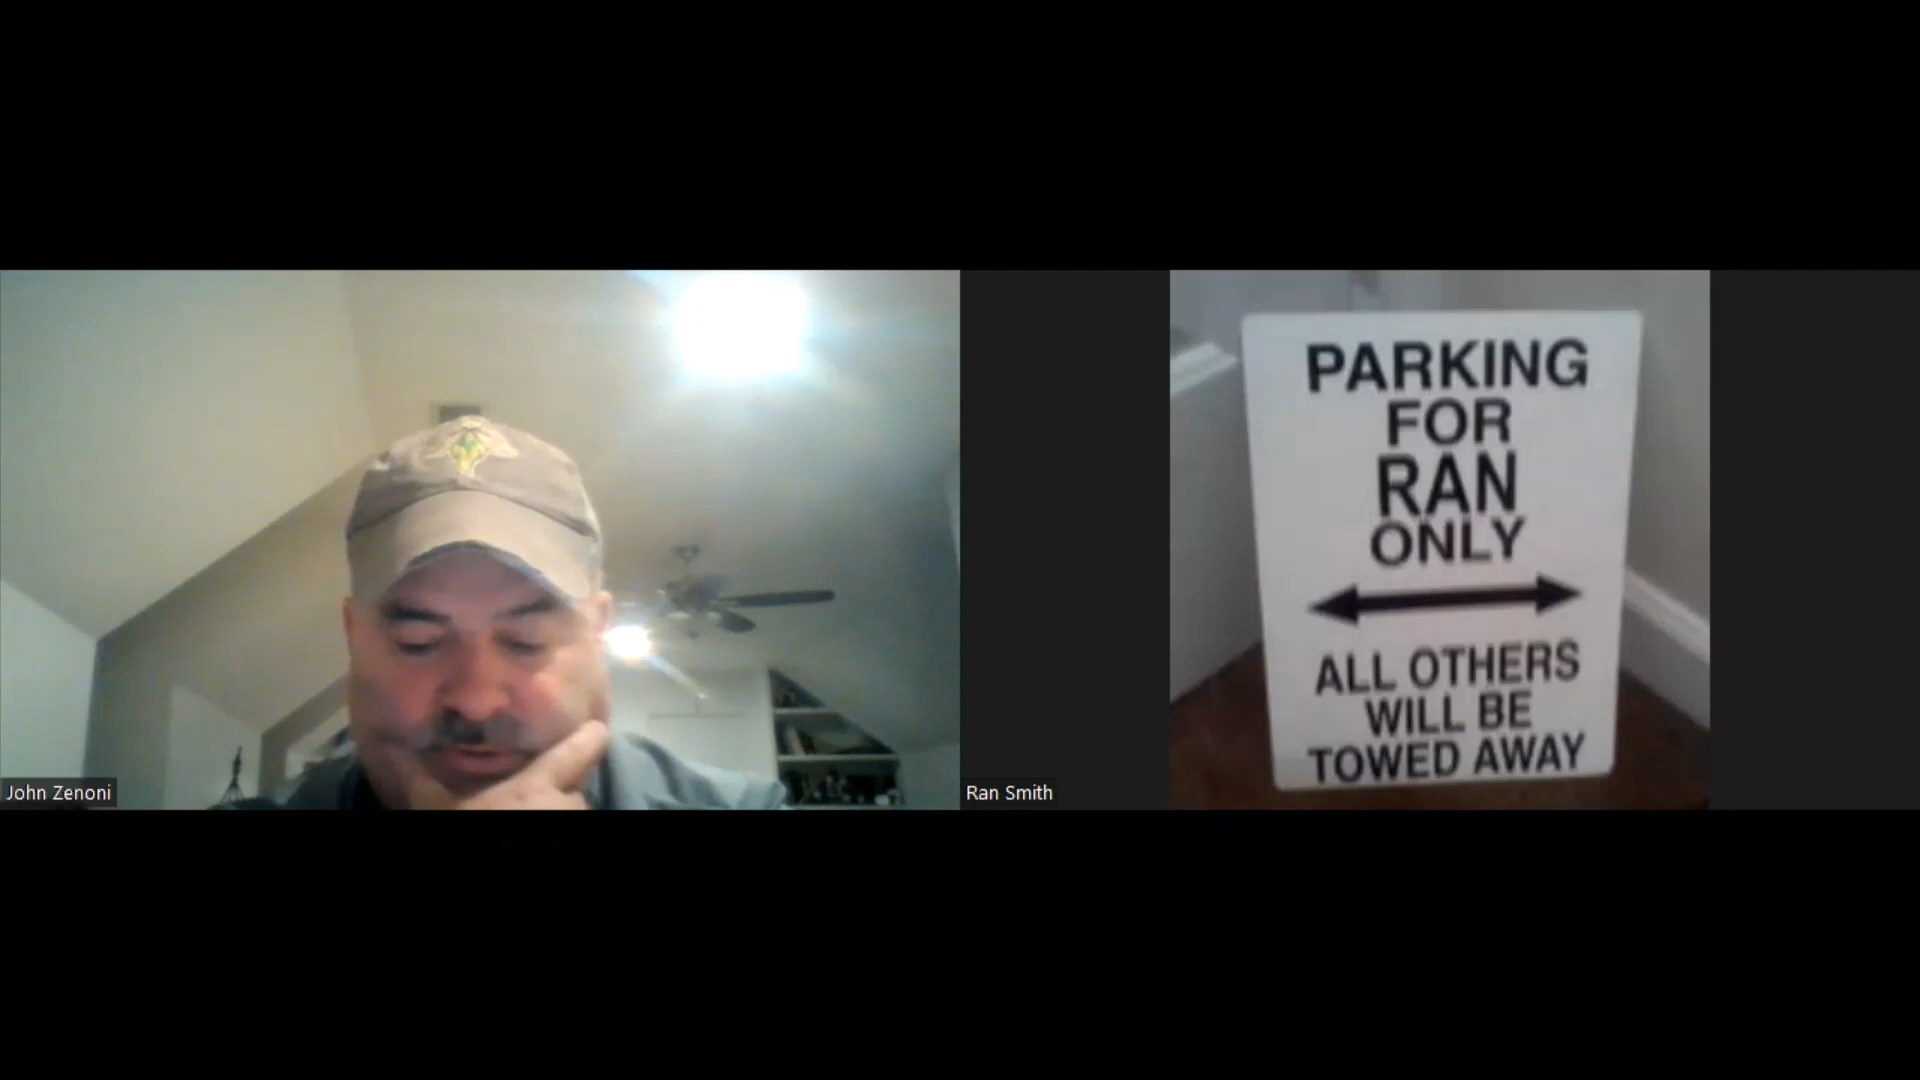 John Zenoni
Ran Smith
PARKING
FOR
RAN
ONLY
ALL OTHERS
WILL BE
TOWED AWAY